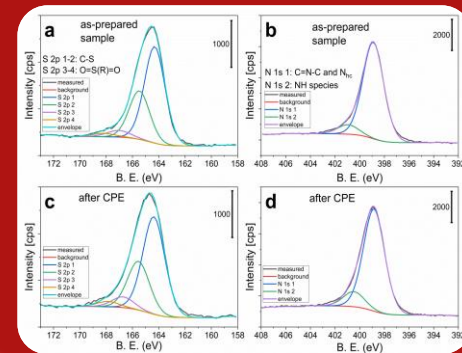 a
as-prepared
sample
1000
S 2p 1-2: C-S
S 2p 3-4: O=S(R)=O
measured
background
S 2p 1
S 2p 2
S 2p 3
S 2p 4
envelope
Intensity [cps]
172 170 168 166 164 162 160 158
B. E. (eV)
b
as-prepared
sample
2000
N 1s 1: C=N-C and N
N 1s 2: NH species
measured
background
N 1s 1
N 1s 2
envelope
Intensity [cps]
408 406 404 402 400 398 396 394 392
B. E. (eV)
c
after CPE
1000
measured
background
S 2p 1
S 2p 2
S 2p 3
S 2p 4
envelope
Intensity [cps]
172 170 168 166 164 162 160 158
B. E. (eV)
d
after CPE
2000
measured
background
N 1s 1
N 1s 2
envelope
Intensity [cps]
408 406 404 402 400 398 396 394 392
B. E. (eV)